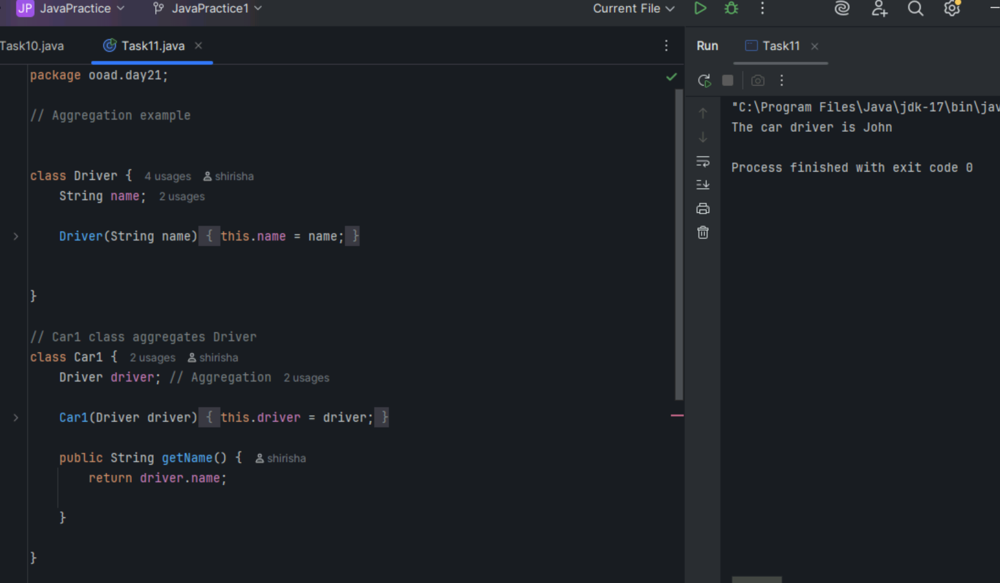 JP JavaPractice JavaPractice1 Current File
Task10.java Task11.java
package ooad.day21;
// Aggregation example
class Driver { 4 usages shirisha
String name; 2 usages
Driver(String name) { this.name = name; }
}
// Car1 class aggregates Driver
class Car1 { 2 usages shirisha
Driver driver; // Aggregation 2 usages
Car1(Driver driver) { this.driver = driver; }
public String getName() { shirisha
return driver.name;
}
}
Run Task11
"C:\Program Files\Java\jdk-17\bin\jav
The car driver is John
Process finished with exit code 0